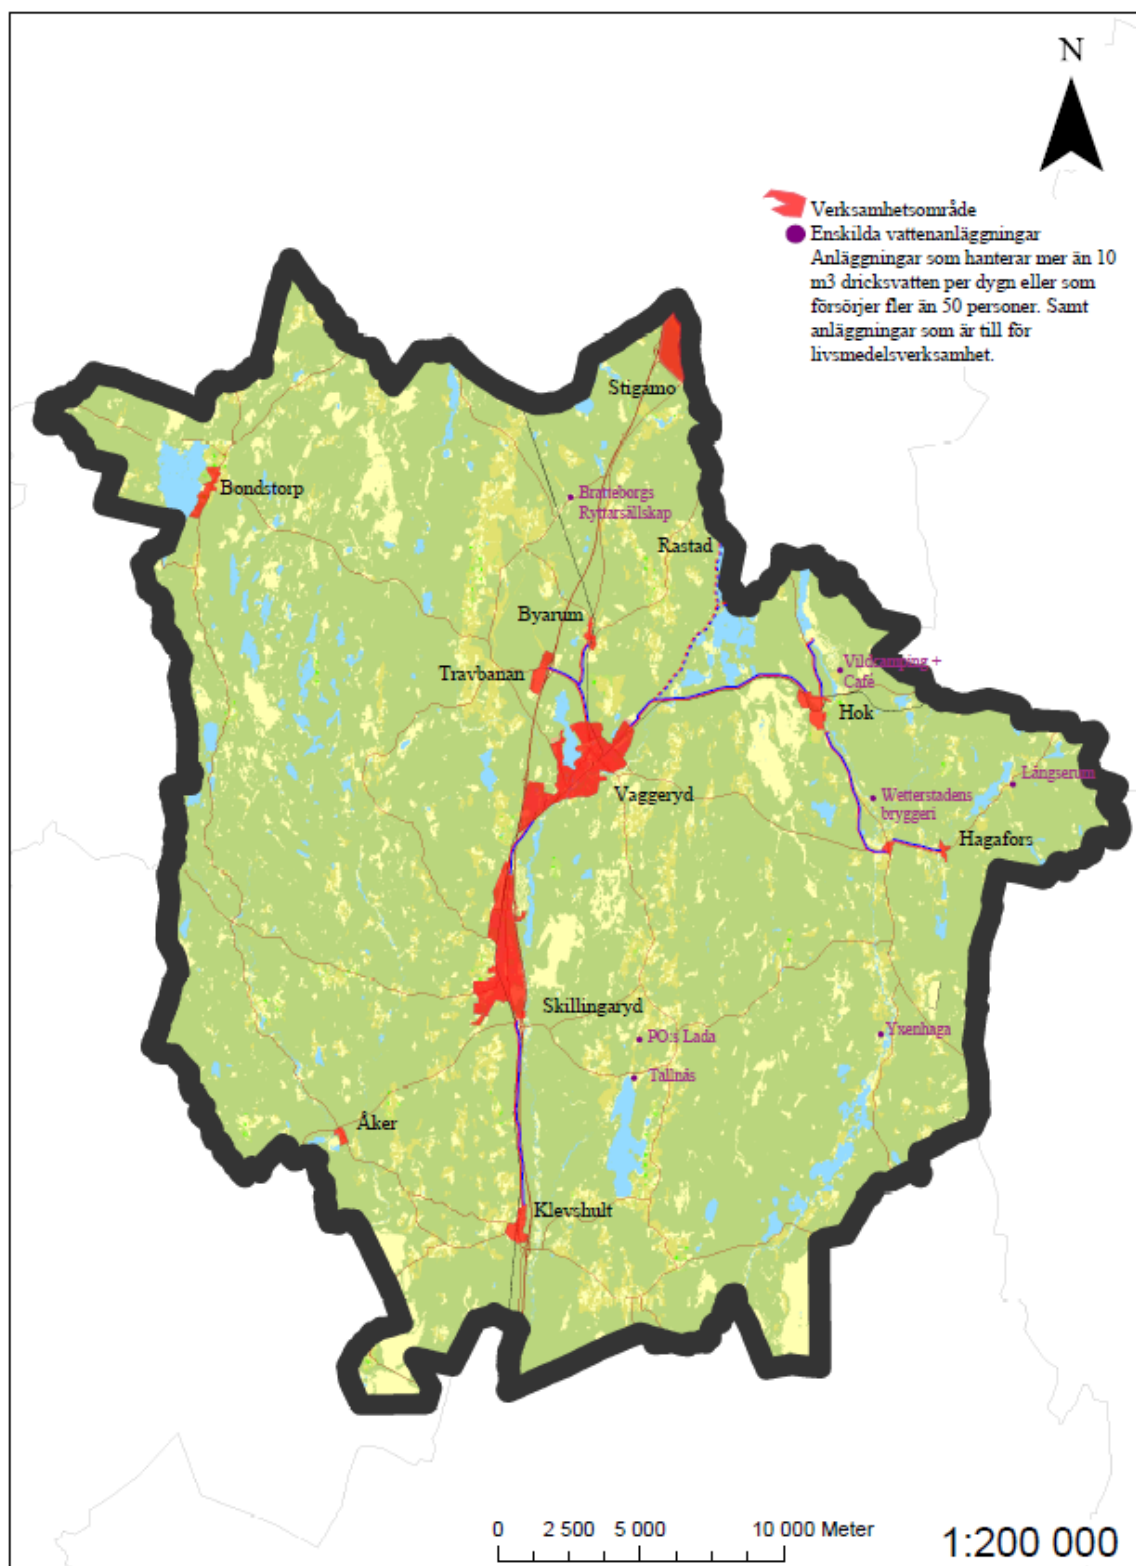 N
Verksamhetsområde
Enskilda vattenanläggningar
Anläggningar som hanterar mer än 10
m3 dricksvatten per dygn eller som
försörjer fler än 50 personer. Samt
anläggningar som är till för
livsmedelsverksamhet.
Stigamo
Bondstorp
Bratteborgs
Ryttarsällskap
Rastad
Byarum
Travbanan
Vildkamping +
Café
Hok
Långserum
Vaggeryd
Wetterstadens
bryggeri
Hagafors
Skillingaryd
PO:s Lada
Yxenhaga
Tallnäs
Åker
Klevshult
0 2 500 5 000 10 000 Meter
1:200 000